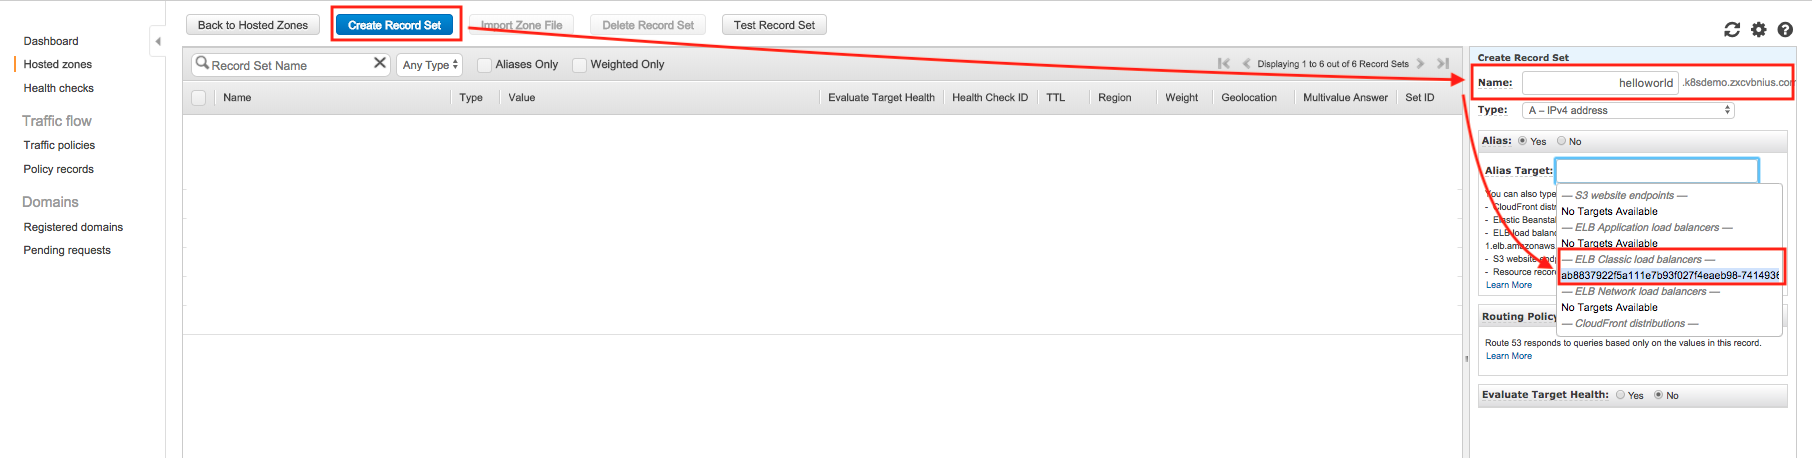 Back to Hosted Zones
Create Record Set
Import Zone File
Delete Record Set
Test Record Set
Dashboard
Hosted zones
Health checks
Traffic flow
Traffic policies
Policy records
Domains
Registered domains
Pending requests
Record Set Name
Any Type
Aliases Only
Weighted Only
Displaying 1 to 6 out of 6 Record Sets
Name Type Value Evaluate Target Health Health Check ID TTL Region Weight Geolocation Multivalue Answer Set ID
Create Record Set
Name: helloworld .k8sdemo.zxcvbnius.com
Type: A – IPv4 address
Alias: Yes No
Alias Target:
You can also type
- CloudFront distr
- Elastic Beanstal
- ELB load balanc
1.elb.amazonaws.
- S3 website endp
- Resource recor
Learn More
— S3 website endpoints —
No Targets Available
— ELB Application load balancers —
No Targets Available
— ELB Classic load balancers —
ab8837922f5a111e7b93f027f4eaeb98-7414936
— ELB Network load balancers —
No Targets Available
— CloudFront distributions —
Routing Policy
Route 53 responds to queries based only on the values in this record.
Learn More
Evaluate Target Health: Yes No